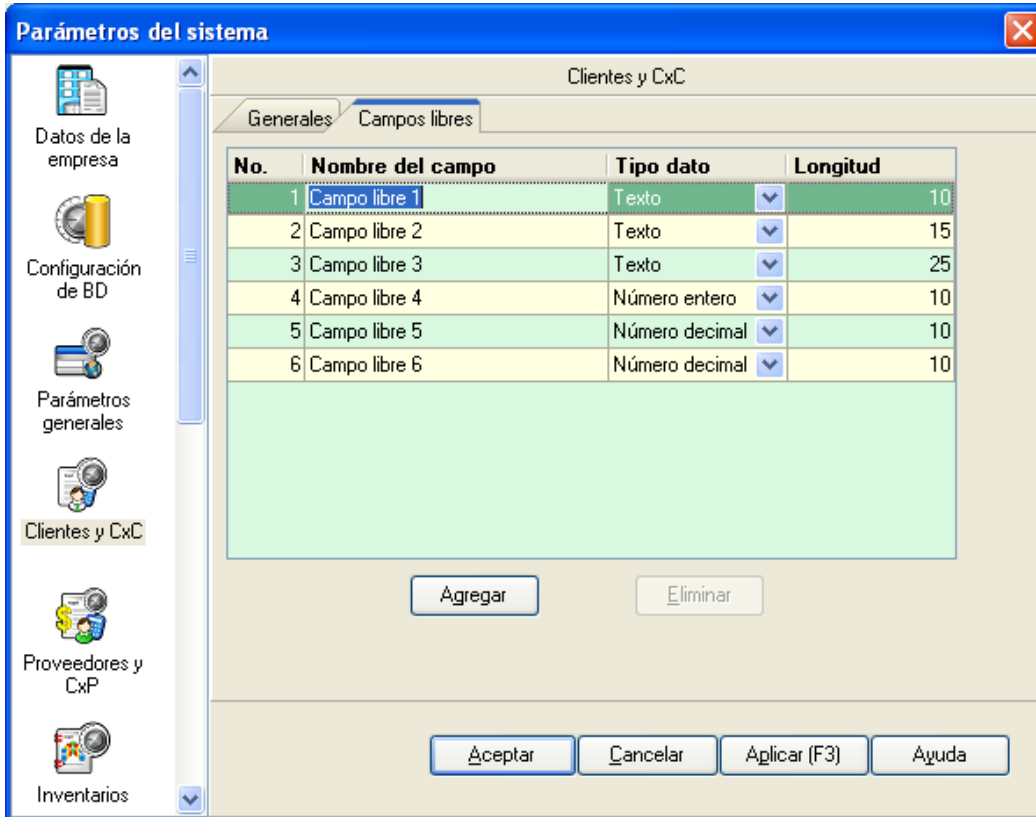 Parámetros del sistema
Datos de la
empresa
Configuración
de BD
Parámetros
generales
Clientes y CxC
Proveedores y
CxP
Inventarios
Clientes y CxC
Generales Campos libres
No. Nombre del campo Tipo dato Longitud
1 Campo libre 1 Texto 10
2 Campo libre 2 Texto 15
3 Campo libre 3 Texto 25
4 Campo libre 4 Número entero 10
5 Campo libre 5 Número decimal 10
6 Campo libre 6 Número decimal 10
Agregar Eliminar
Aceptar Cancelar Aplicar (F3) Ayuda